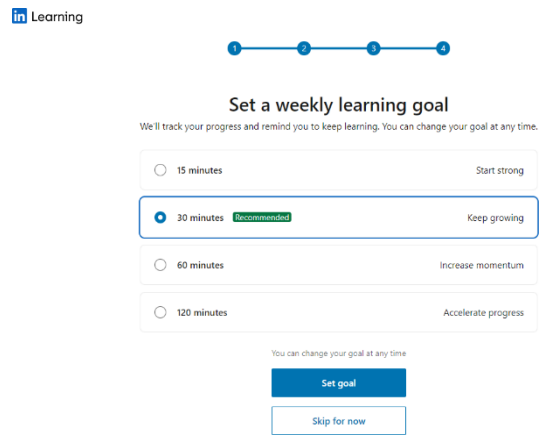 in Learning
1 2 3 4
Set a weekly learning goal
We'll track your progress and remind you to keep learning. You can change your goal at any time.
15 minutes Start strong
30 minutes Recommended Keep growing
60 minutes Increase momentum
120 minutes Accelerate progress
You can change your goal at any time
Set goal
Skip for now